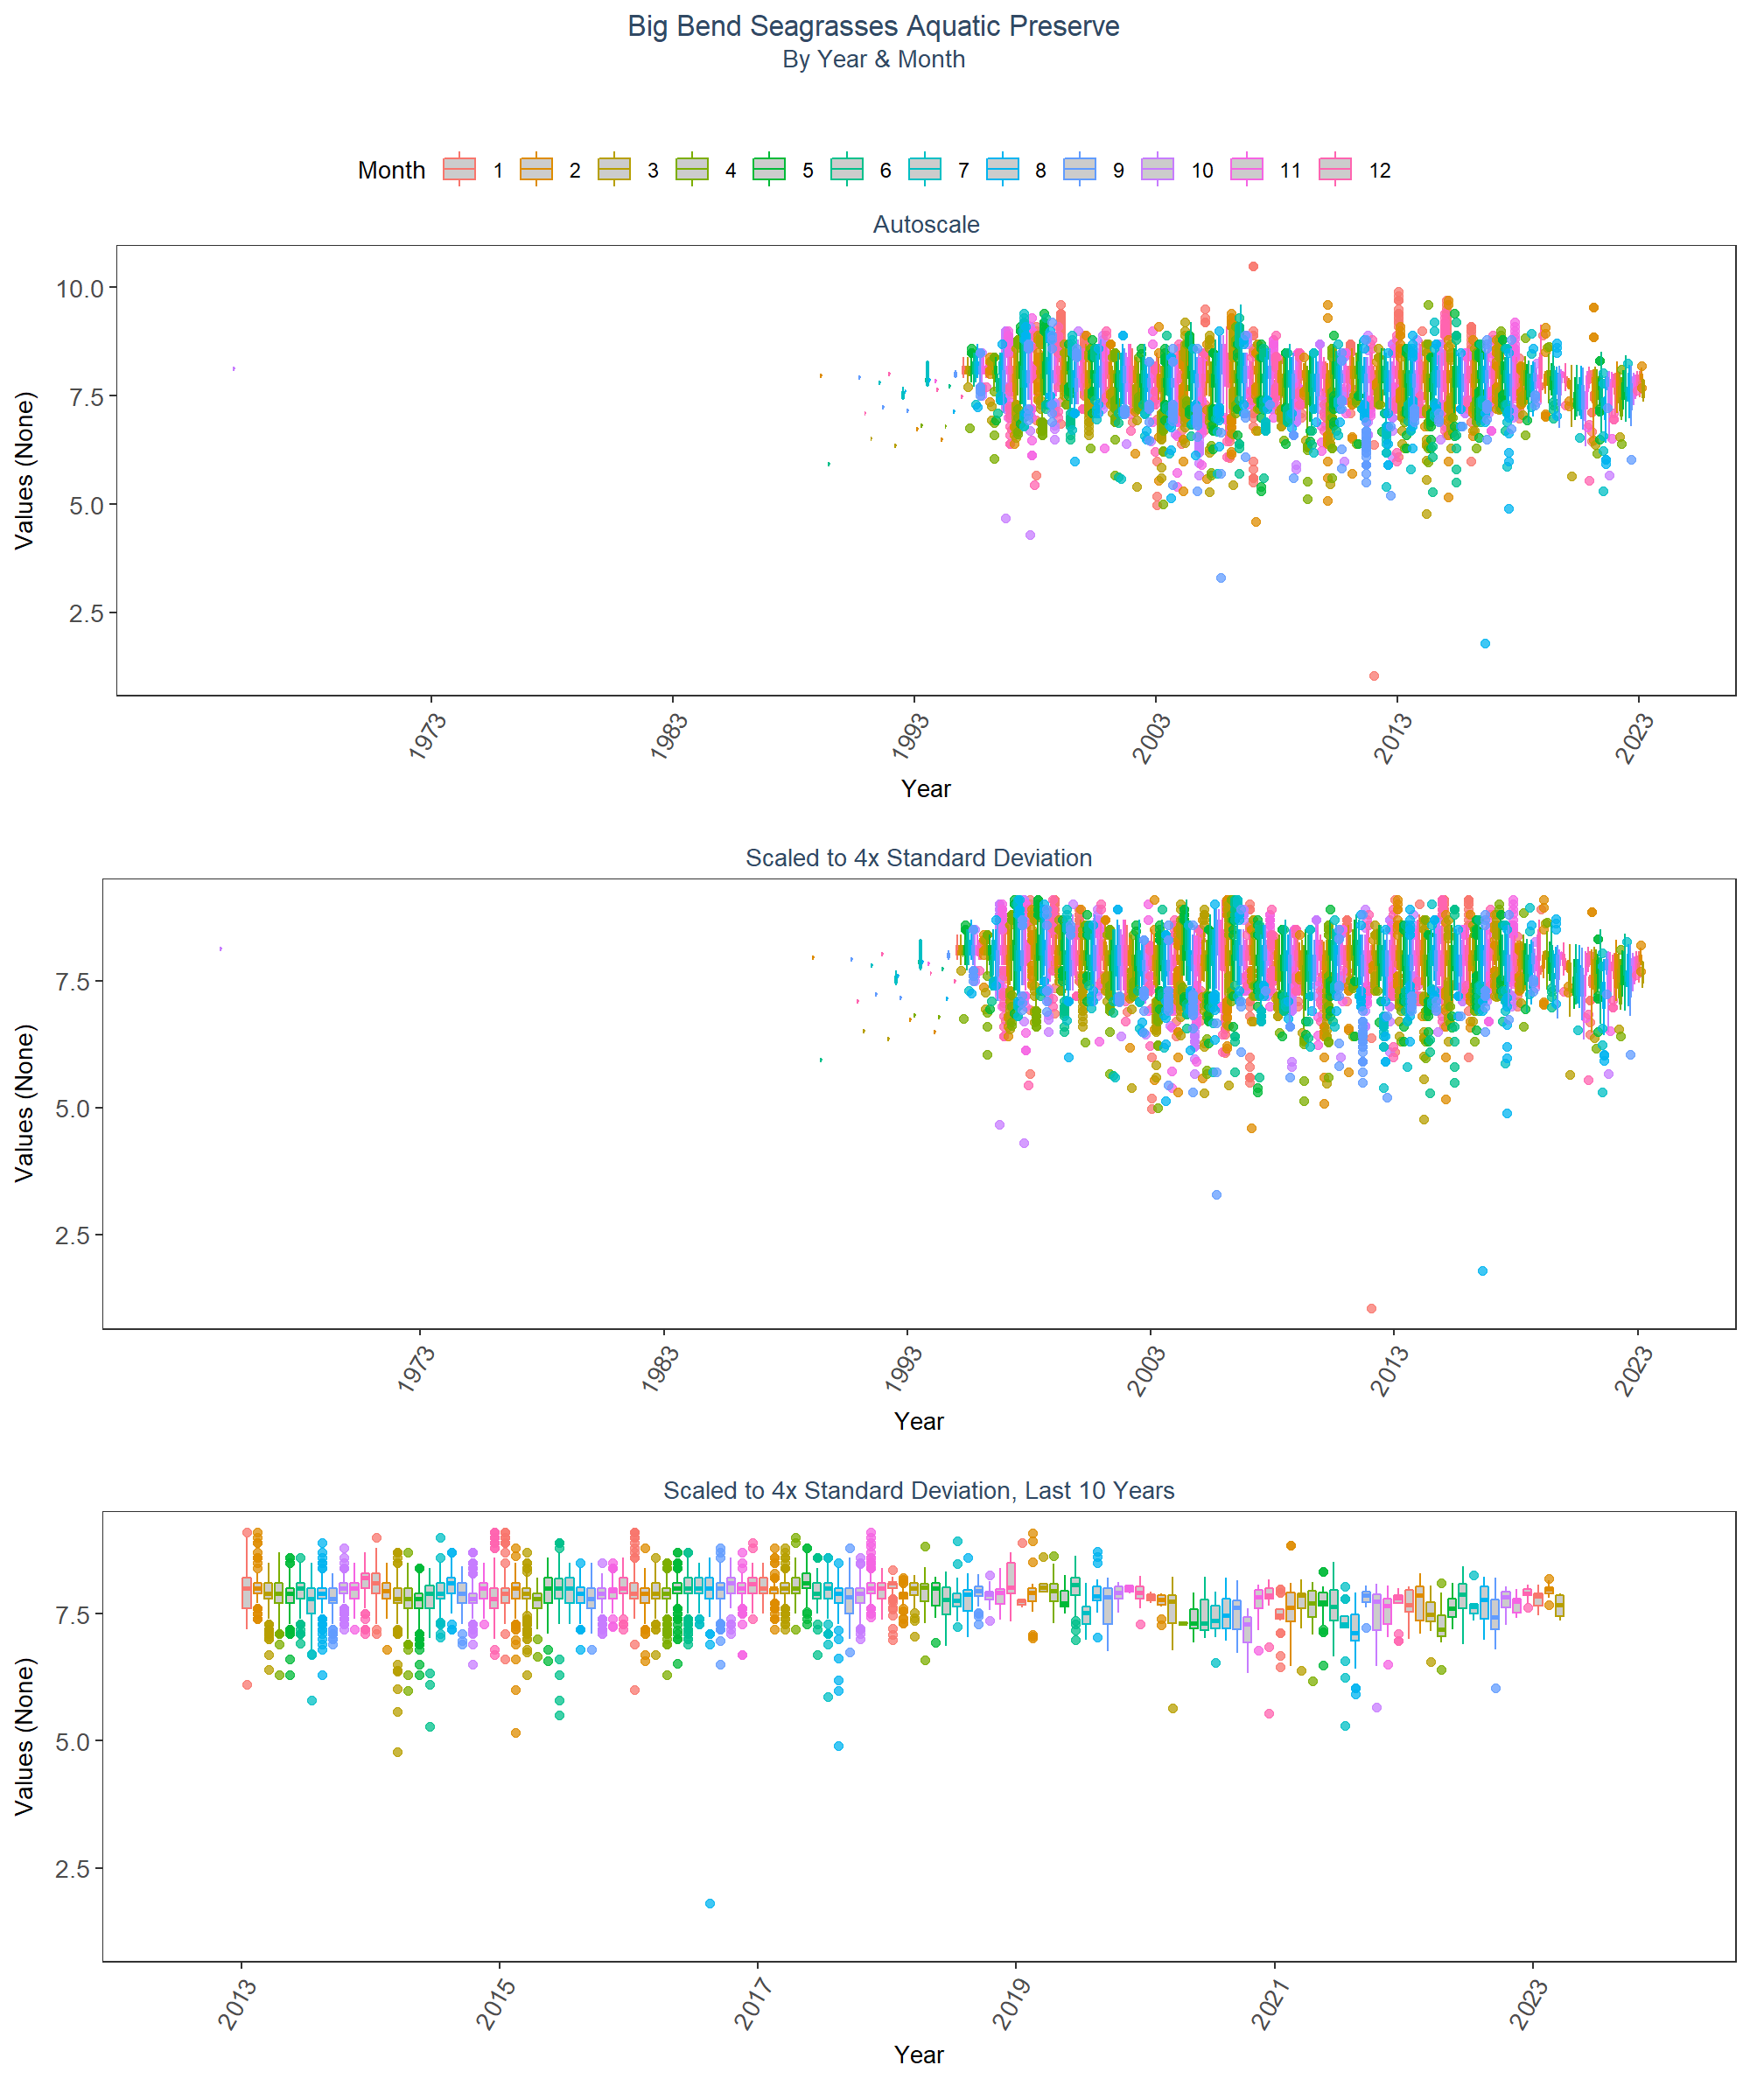 Big Bend Seagrasses Aquatic Preserve
By Year & Month
Month 1 2 3 4 5 6 7 8 9 10 11 12
Autoscale
Values (None)
10.0
7.5
5.0
2.5
1973 1983 1993 2003 2013 2023
Year
Scaled to 4x Standard Deviation
Values (None)
7.5
5.0
2.5
1973 1983 1993 2003 2013 2023
Year
Scaled to 4x Standard Deviation, Last 10 Years
Values (None)
7.5
5.0
2.5
2013 2015 2017 2019 2021 2023
Year